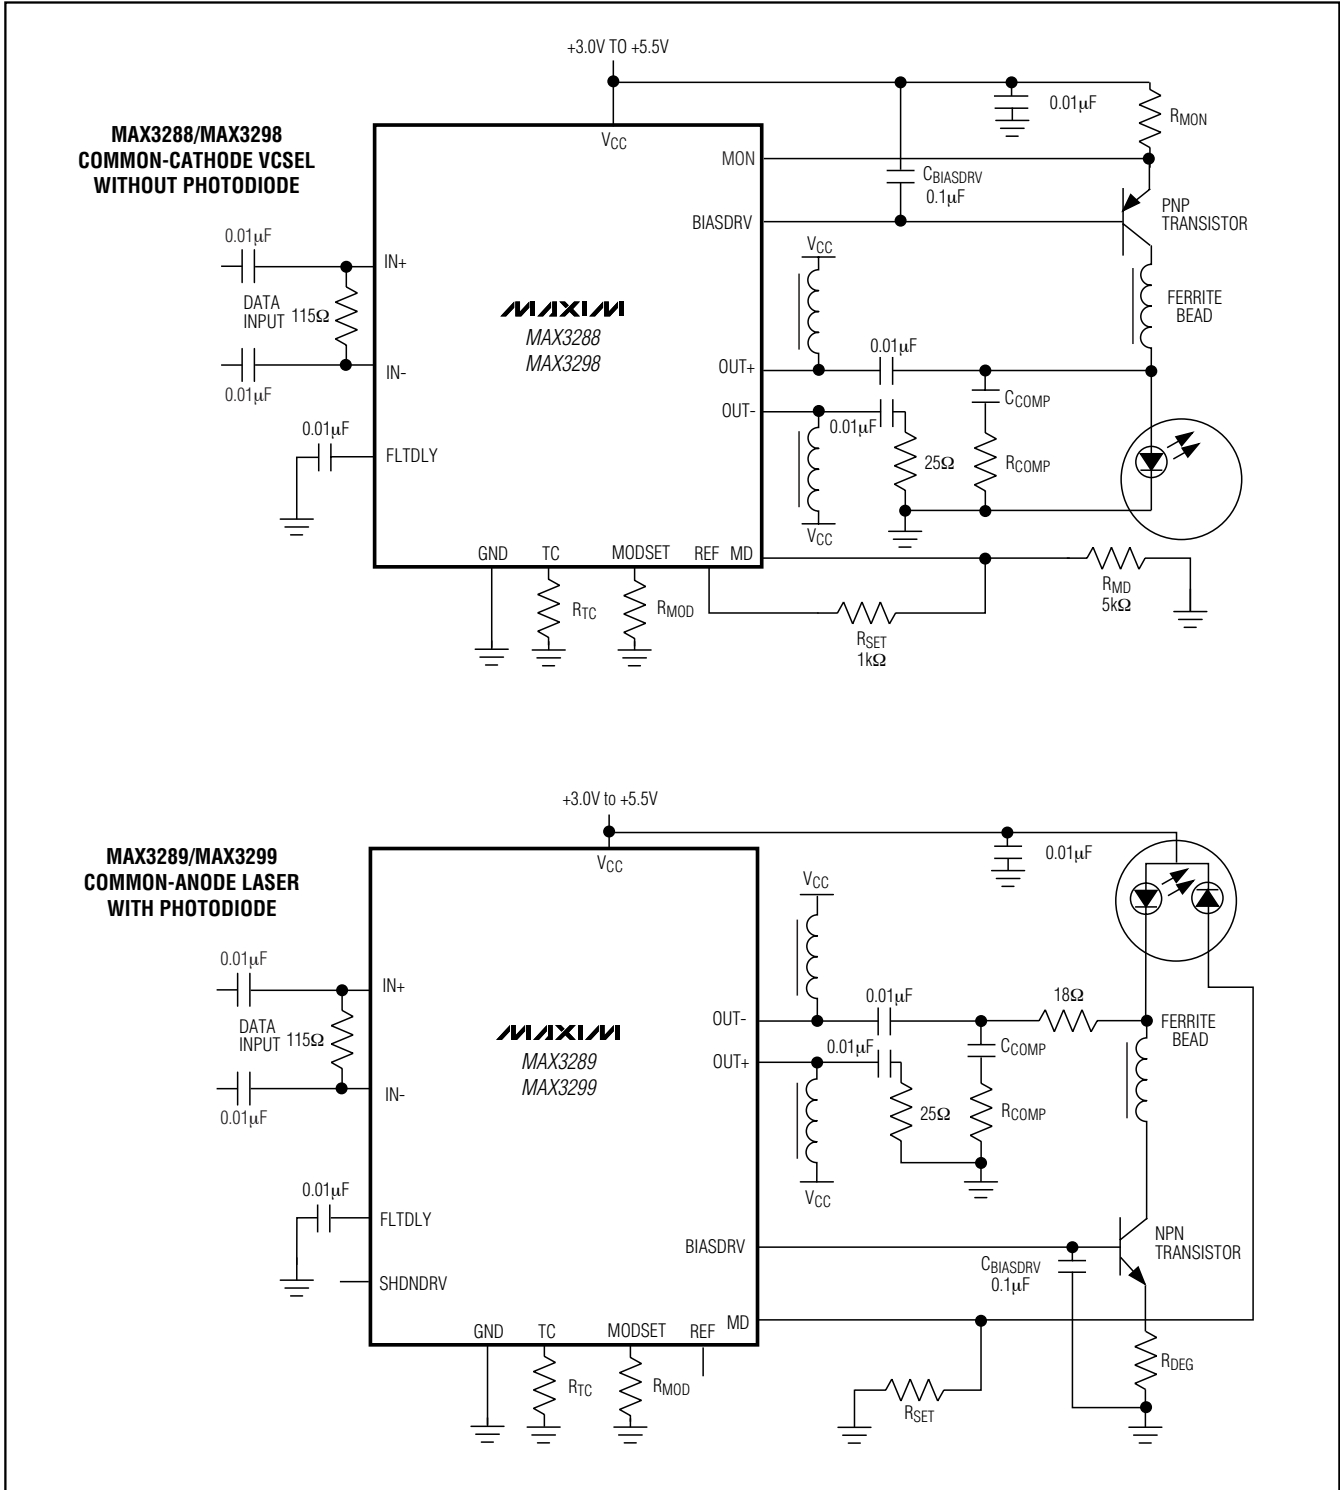 +3.0V TO +5.5V
MAX3288/MAX3298
COMMON-CATHODE VCSEL
WITHOUT PHOTODIODE
VCC
MON
0.01μF
RMON
CBIASDRV
0.1μF
PNP
TRANSISTOR
BIASDRV
0.01μF
IN+
DATA
INPUT
115Ω
IN-
0.01μF
MAXIM
MAX3288
MAX3298
VCC
FERRITE
BEAD
0.01μF
OUT+
OUT-
CCOMP
0.01μF
25Ω
RCOMP
VCC
0.01μF
FLTDLY
GND
TC
MODSET
REF
MD
RTC
RMOD
RSET
1kΩ
RMD
5kΩ
+3.0V to +5.5V
MAX3289/MAX3299
COMMON-ANODE LASER
WITH PHOTODIODE
VCC
0.01μF
VCC
0.01μF
IN+
DATA
INPUT
115Ω
IN-
0.01μF
MAXIM
MAX3289
MAX3299
0.01μF
18Ω
OUT-
FERRITE
BEAD
0.01μF
CCOMP
OUT+
25Ω
RCOMP
VCC
0.01μF
FLTDLY
SHDNDRV
BIASDRV
CBIASDRV
0.1μF
NPN
TRANSISTOR
MD
GND
TC
MODSET
REF
RTC
RMOD
RSET
RDEG